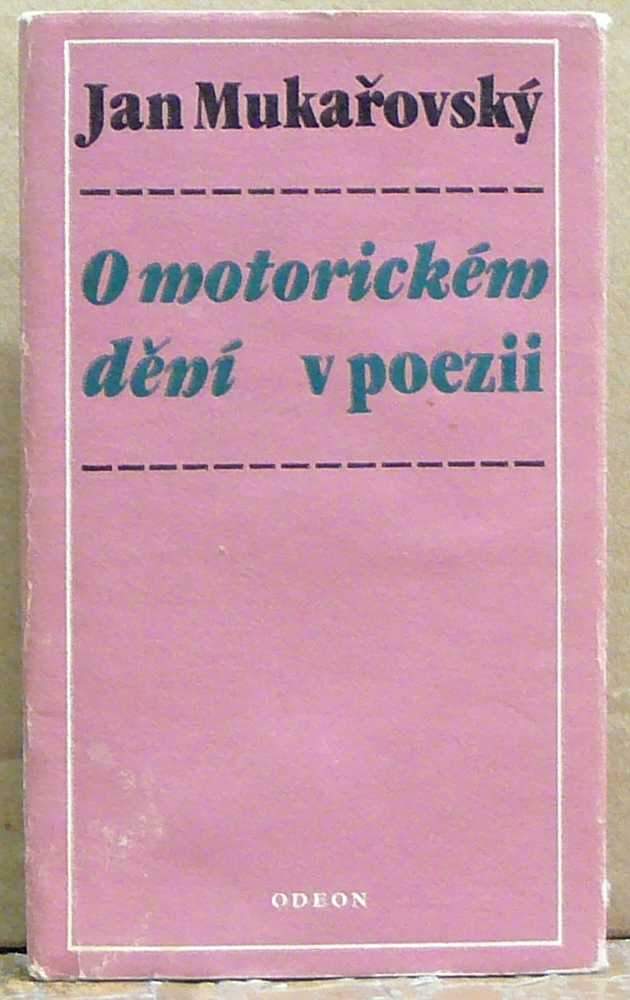 Jan Mukařovský
O motorickém
dění v poezii
ODEON